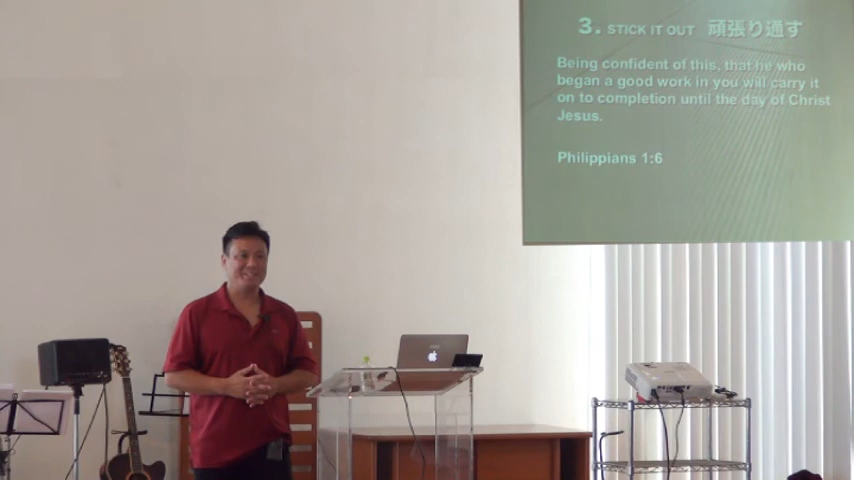 3. STICK IT OUT 頑張り通す
Being confident of this, that he who
began a good work in you will carry it
on to completion until the day of Christ
Jesus.
Philippians 1:6